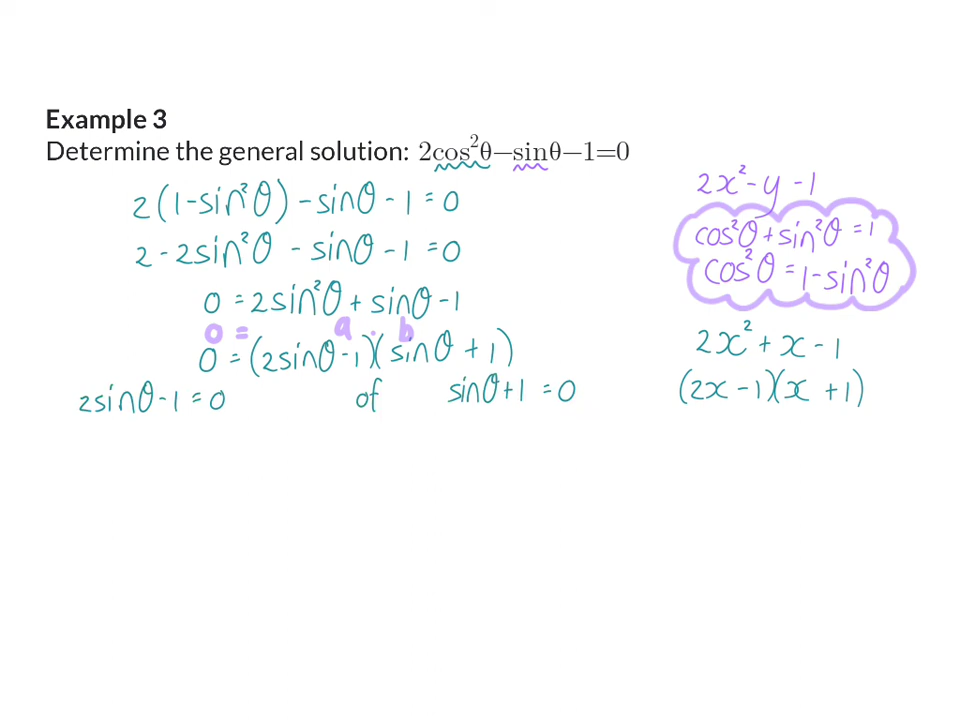 Example 3
Determine the general solution: 2cos²θ−sinθ−1=0
2(1-sin²θ) - sinθ - 1 = 0
2 - 2sin²θ - sinθ - 1 = 0
0 = 2sin²θ + sinθ - 1
0 = a · b
0 = (2sinθ - 1)(sinθ + 1)
2sinθ - 1 = 0 of sinθ + 1 = 0
2x² - y - 1
cos²θ + sin²θ = 1
cos²θ = 1 - sin²θ
2x² + x - 1
(2x - 1)(x + 1)